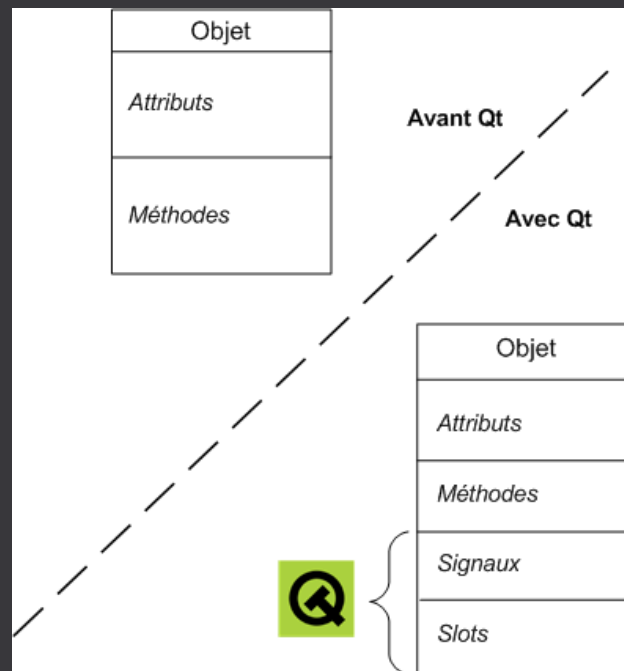 Objet
Attributs
Méthodes
Avant Qt
Avec Qt
Objet
Attributs
Méthodes
Signaux
Slots